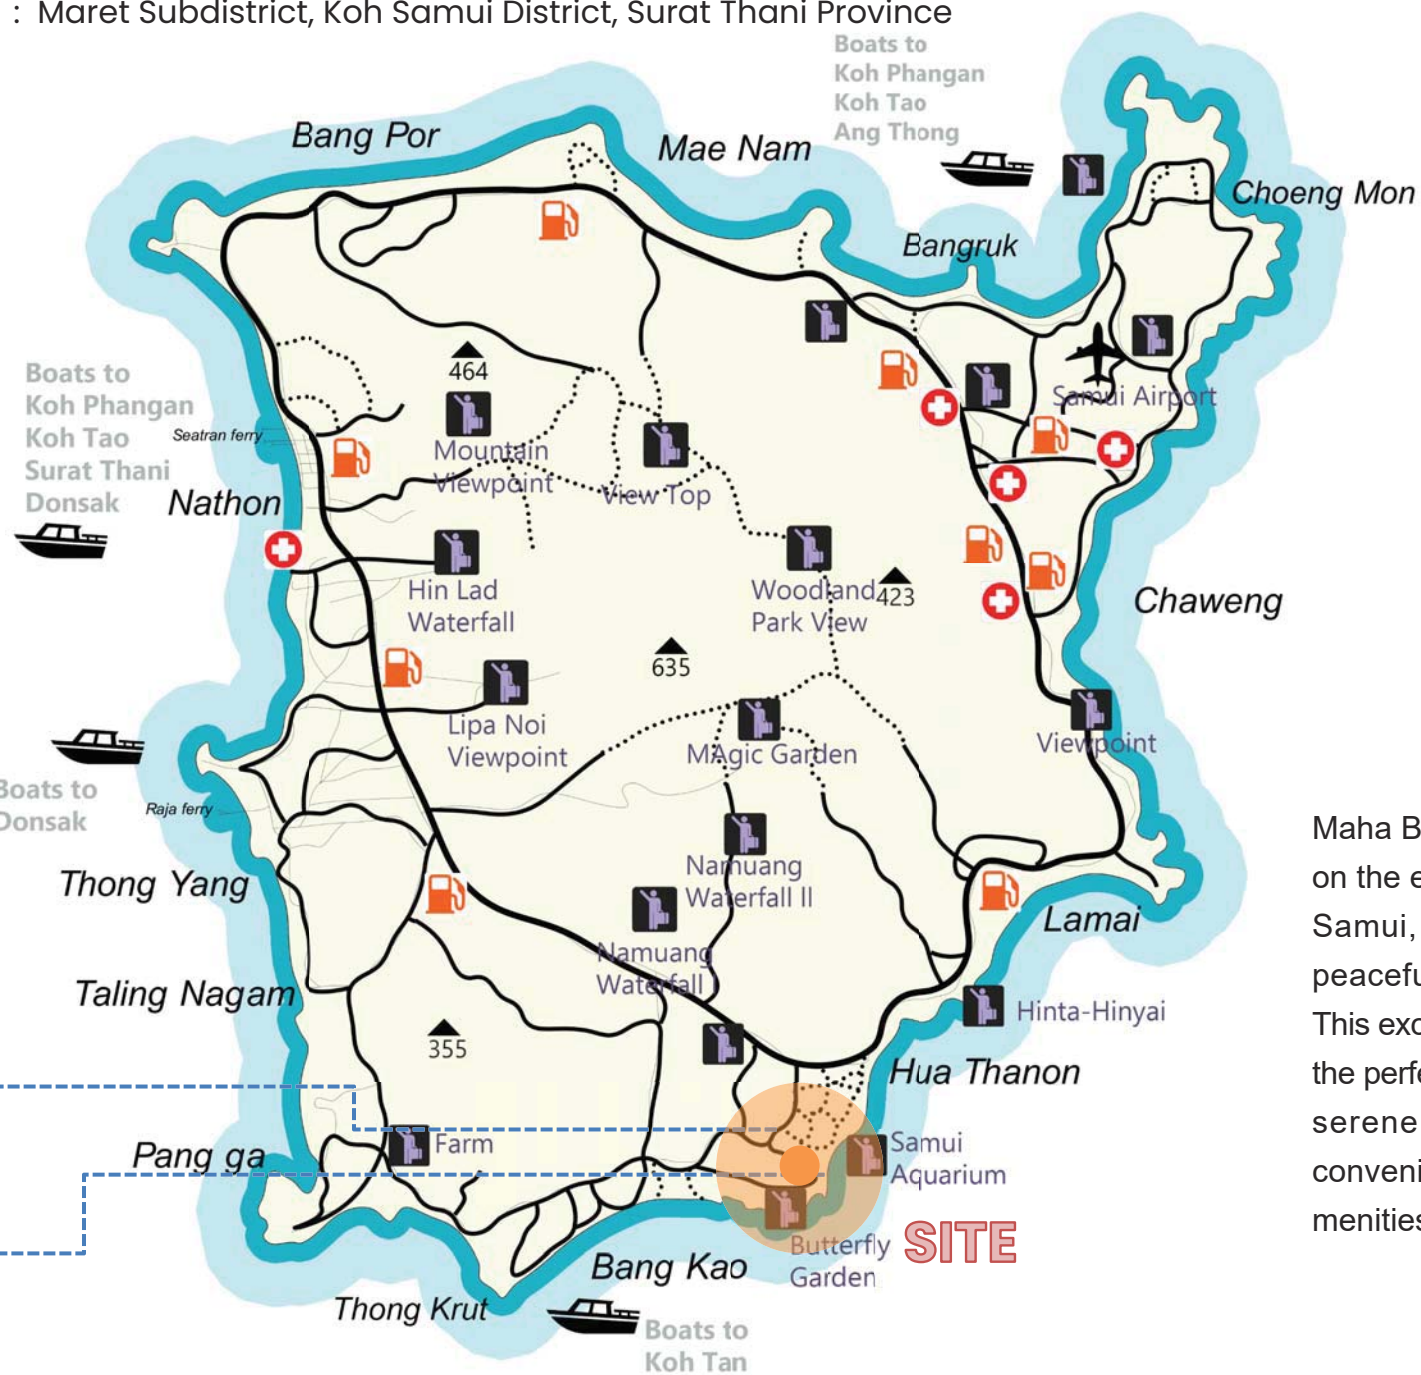 : Maret Subdistrict, Koh Samui District, Surat Thani Province
Boats to
Koh Phangan
Koh Tao
Ang Thong
Bang Por
Mae Nam
Choeng Mon
Bangruk
464
Mountain
Viewpoint
View Top
Samui Airport
Boats to
Koh Phangan
Koh Tao
Surat Thani
Donsak
Seatran ferry
Nathon
Hin Lad
Waterfall
Woodland
Park View
423
Chaweng
635
Lipa Noi
Viewpoint
MAgic Garden
Viewpoint
Boats to
Donsak
Raja ferry
Thong Yang
Namuang
Waterfall II
Lamai
Namuang
Waterfall I
Taling Nagam
Hinta-Hinyai
355
Hua Thanon
Pang ga
Farm
Samui
Aquarium
SITE
Butterfly
Garden
Bang Kao
Thong Krut
Boats to
Koh Tan
Maha B
on the e
Samui,
peacefu
This exc
the perfe
serene
conveni
menities